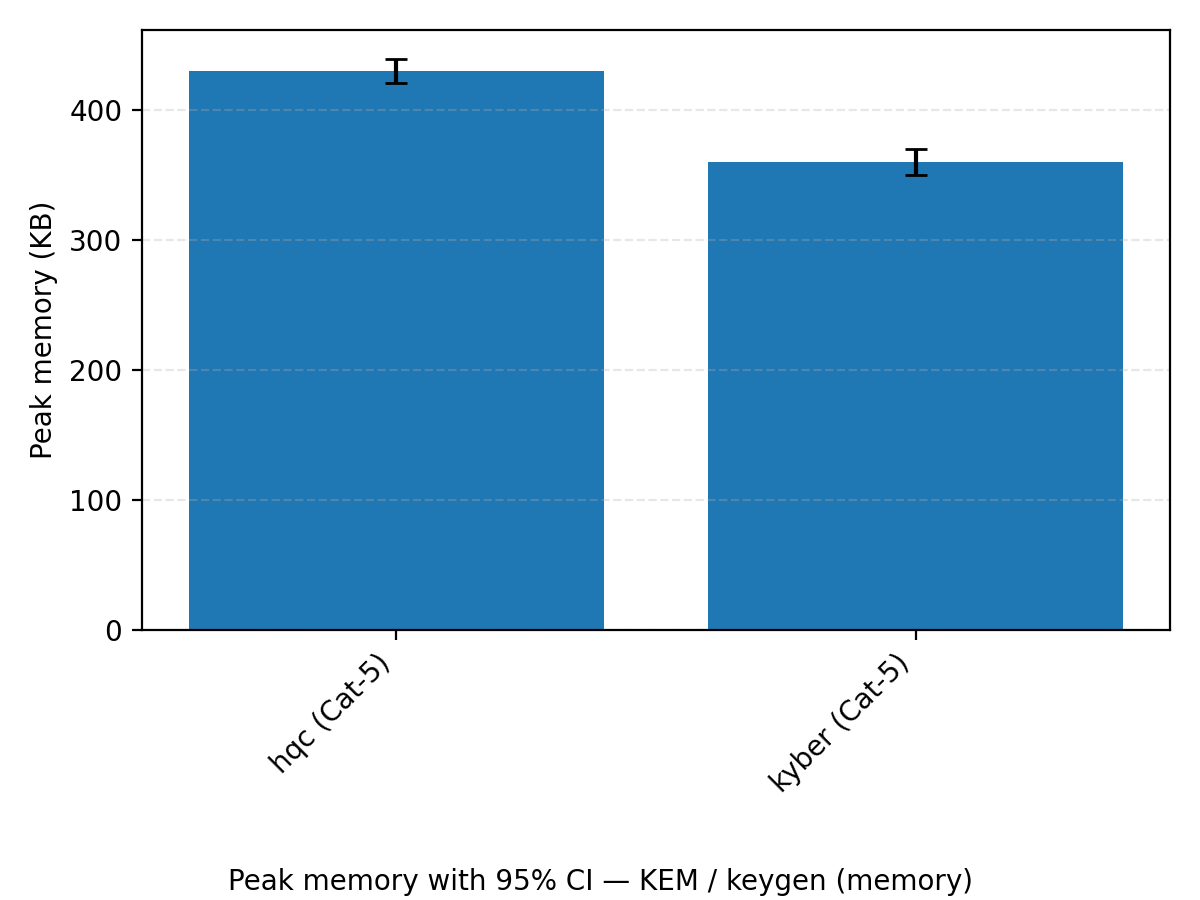 400
300
200
100
0
Peak memory (KB)
hqc (Cat-5)
kyber (Cat-5)
Peak memory with 95% CI — KEM / keygen (memory)